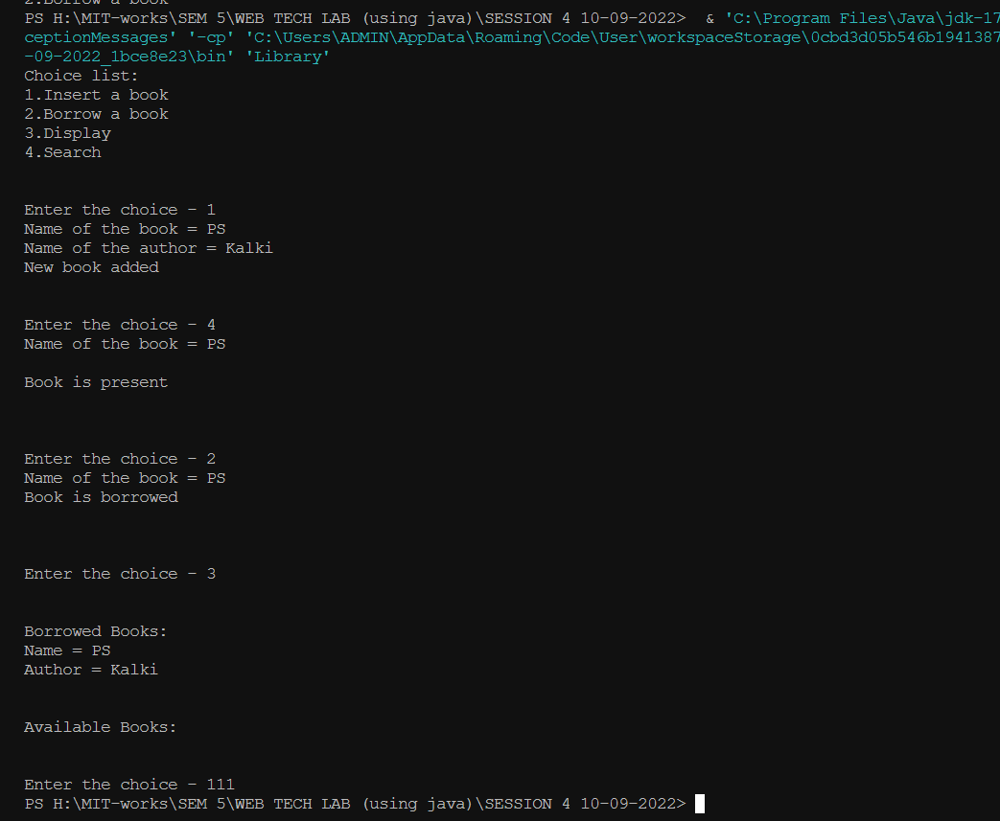 2.Borrow a book
PS H:\MIT-works\SEM 5\WEB TECH LAB (using java)\SESSION 4 10-09-2022>  & 'C:\Program Files\Java\jdk-17
ceptionMessages' '-cp' 'C:\Users\ADMIN\AppData\Roaming\Code\User\workspaceStorage\0cbd3d05b546b1941387
-09-2022_1bce8e23\bin' 'Library'
Choice list:
1.Insert a book
2.Borrow a book
3.Display
4.Search
Enter the choice - 1
Name of the book = PS
Name of the author = Kalki
New book added
Enter the choice - 4
Name of the book = PS
Book is present
Enter the choice - 2
Name of the book = PS
Book is borrowed
Enter the choice - 3
Borrowed Books:
Name = PS
Author = Kalki
Available Books:
Enter the choice - 111
PS H:\MIT-works\SEM 5\WEB TECH LAB (using java)\SESSION 4 10-09-2022>